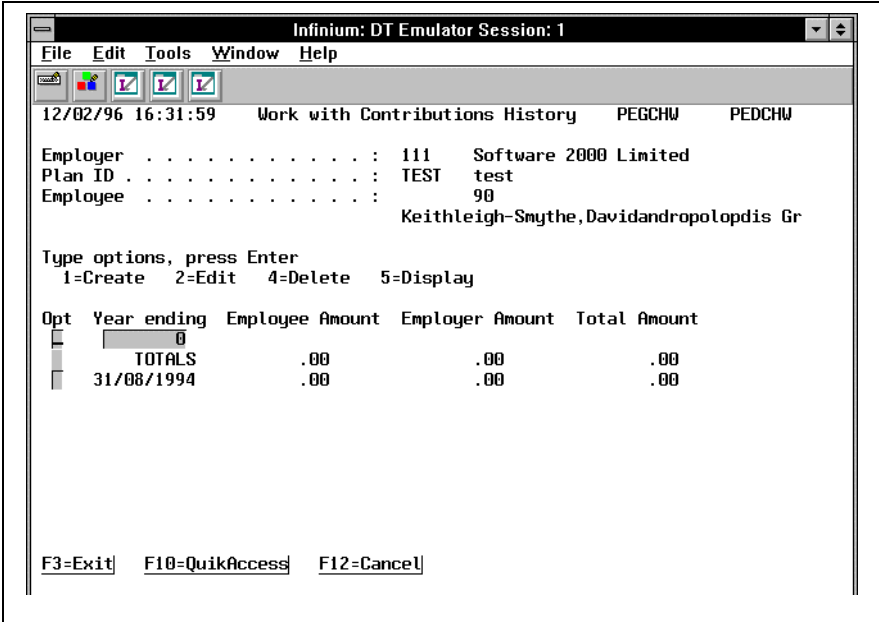 Infinium: DT Emulator Session: 1
File Edit Tools Window Help
12/02/96 16:31:59 Work with Contributions History PEGCHW PEDCHW
Employer . . . . . . . . . . . . : 111 Software 2000 Limited
Plan ID . . . . . . . . . . . . . : TEST test
Employee . . . . . . . . . . . . : 90
Keithleigh-Smythe,Davidandropolopdis Gr
Type options, press Enter
1=Create 2=Edit 4=Delete 5=Display
Opt Year ending Employee Amount Employer Amount Total Amount
0
TOTALS .00 .00 .00
31/08/1994 .00 .00 .00
F3=Exit F10=QuikAccess F12=Cancel